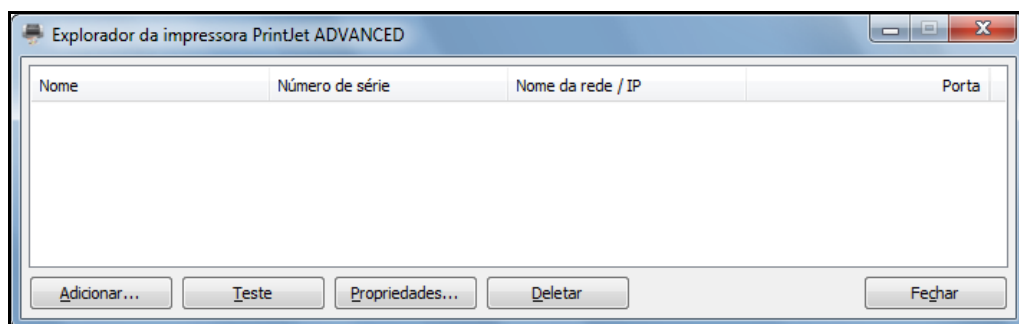 Explorador da impressora PrintJet ADVANCED
Nome Número de série Nome da rede / IP Porta
Adicionar... Teste Propriedades... Deletar Fechar